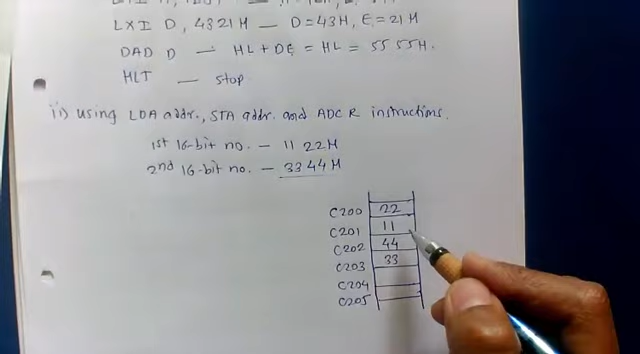 LXI D, 4321H — D=43H, E=21H
DAD D — HL+DE = HL = 5555H.
HLT — stop
ii) using LDA addr., STA addr. and ADC R instructions.
1st 16-bit no. — 1122H
2nd 16-bit no. — 3344H
C200 22
C201 11
C202 44
C203 33
C204
C205